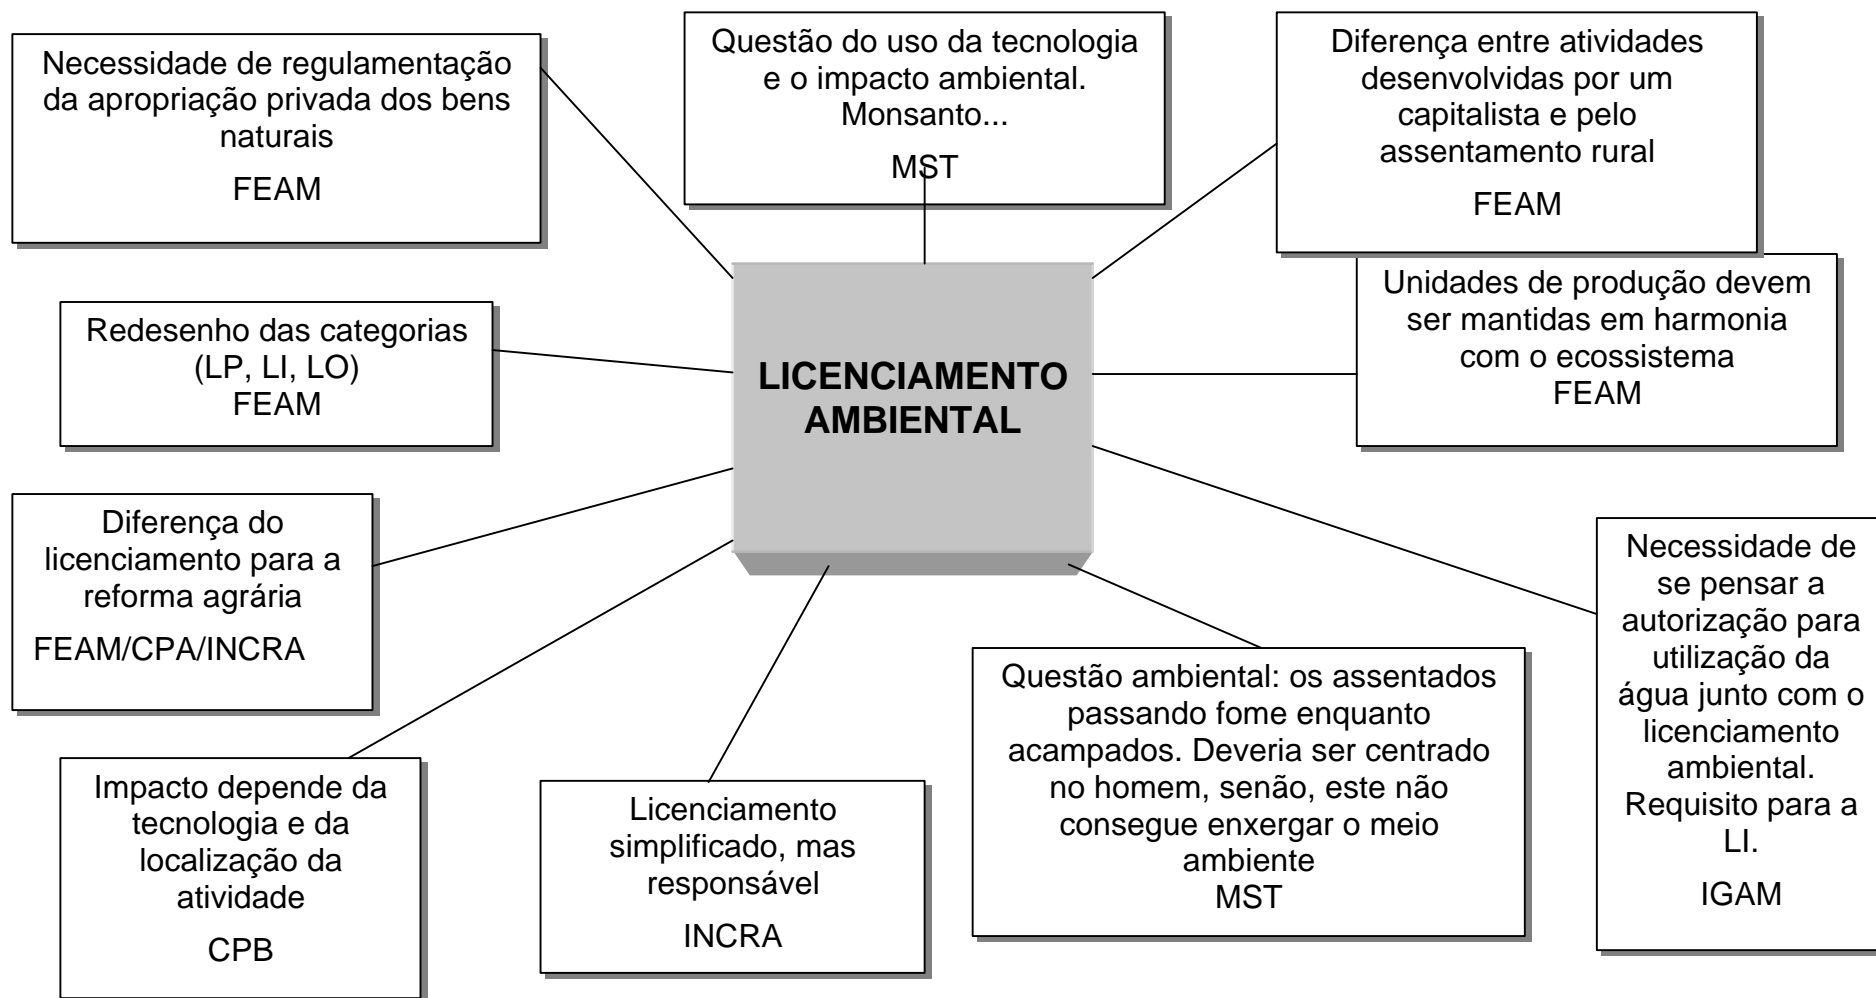 Necessidade de regulamentação
da apropriação privada dos bens
naturais
FEAM
Questão do uso da tecnologia
e o impacto ambiental.
Monsanto...
MST
Diferença entre atividades
desenvolvidas por um
capitalista e pelo
assentamento rural
FEAM
Redesenho das categorias
(LP, LI, LO)
FEAM
LICENCIAMENTO
AMBIENTAL
Unidades de produção devem
ser mantidas em harmonia
com o ecossistema
FEAM
Diferença do
licenciamento para a
reforma agrária
FEAM/CPA/INCRA
Necessidade de
se pensar a
autorização para
utilização da
água junto com o
licenciamento
ambiental.
Requisito para a
LI.
IGAM
Impacto depende da
tecnologia e da
localização da
atividade
CPB
Licenciamento
simplificado, mas
responsável
INCRA
Questão ambiental: os assentados
passando fome enquanto
acampados. Deveria ser centrado
no homem, senão, este não
consegue enxergar o meio
ambiente
MST